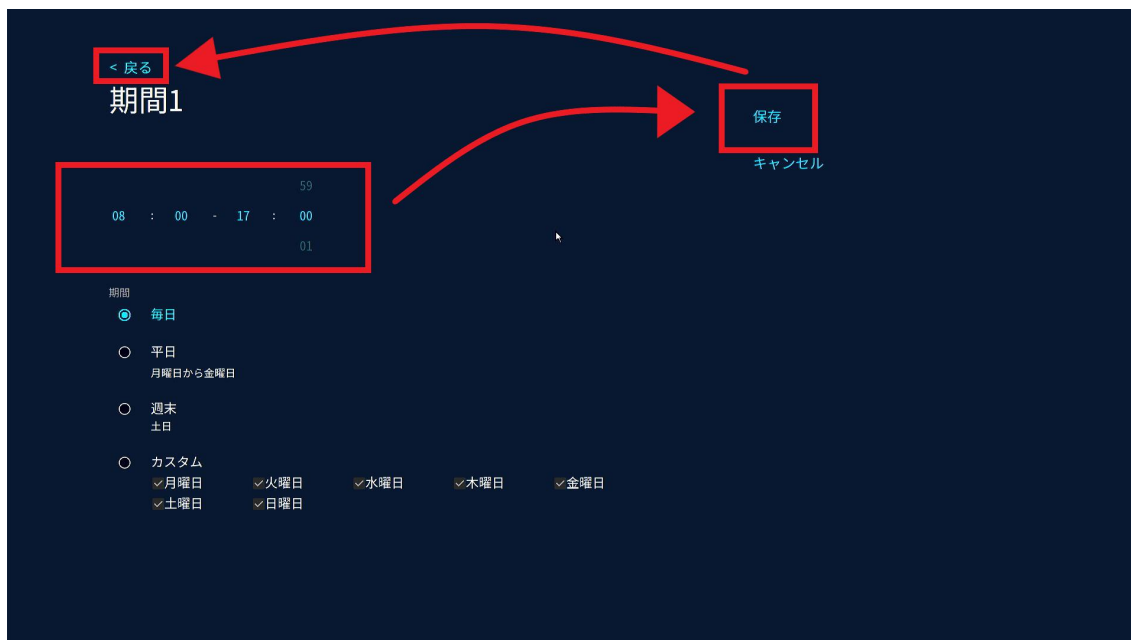 < 戻る
期間1
保存
キャンセル
59
08 : 00 - 17 : 00
01
期間
毎日
平日
月曜日から金曜日
週末
土日
カスタム
月曜日 火曜日 水曜日 木曜日 金曜日
土曜日 日曜日